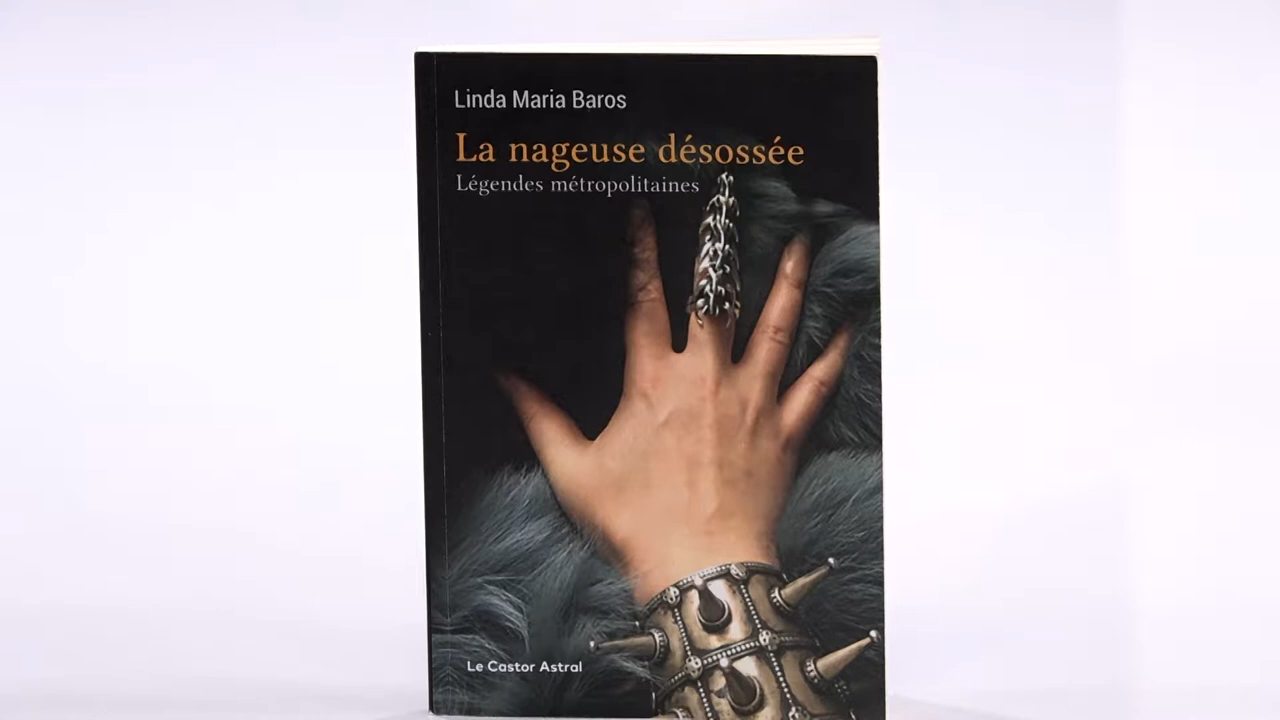 Linda Maria Baros
La nageuse désossée
Légendes métropolitaines
Le Castor Astral